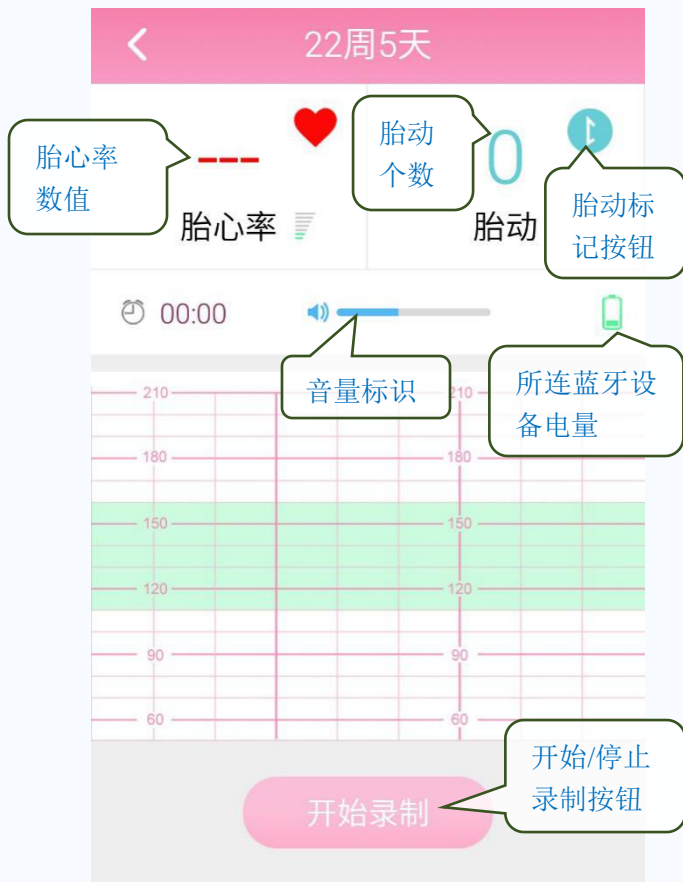 22周5天
胎心率
数值
---
胎动
个数
0
胎动标
记按钮
胎心率
胎动
00:00
音量标识
所连蓝牙设
备电量
210
210
180
180
150
150
120
120
90
90
60
60
开始/停止
录制按钮
开始录制